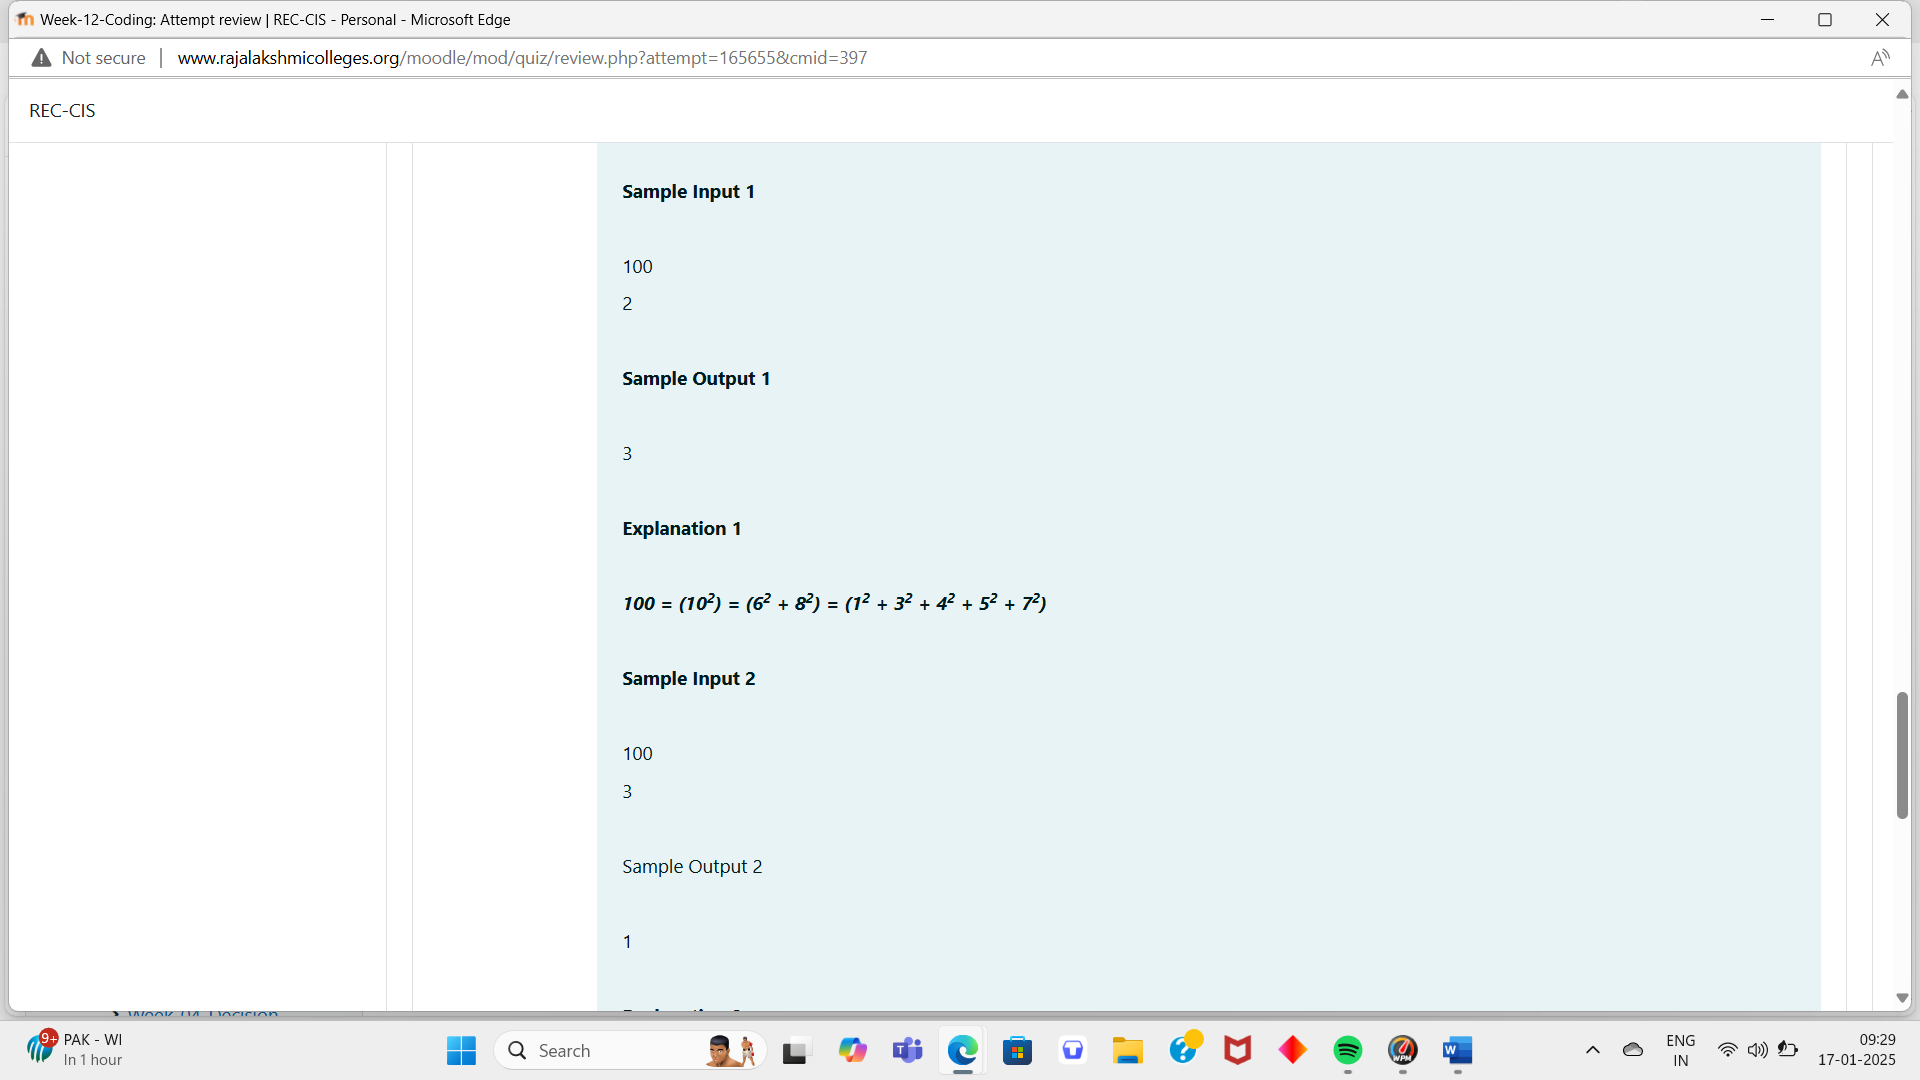 Week-12-Coding: Attempt review | REC-CIS - Personal - Microsoft Edge
Not secure | www.rajalakshmicolleges.org/moodle/mod/quiz/review.php?attempt=165655&cmid=397
REC-CIS
Sample Input 1
100
2
Sample Output 1
3
Explanation 1
100 = (10²) = (6² + 8²) = (1² + 3² + 4² + 5² + 7²)
Sample Input 2
100
3
Sample Output 2
1
9+
PAK - WI
In 1 hour
Search
WPM
ENG
IN
09:29
17-01-2025